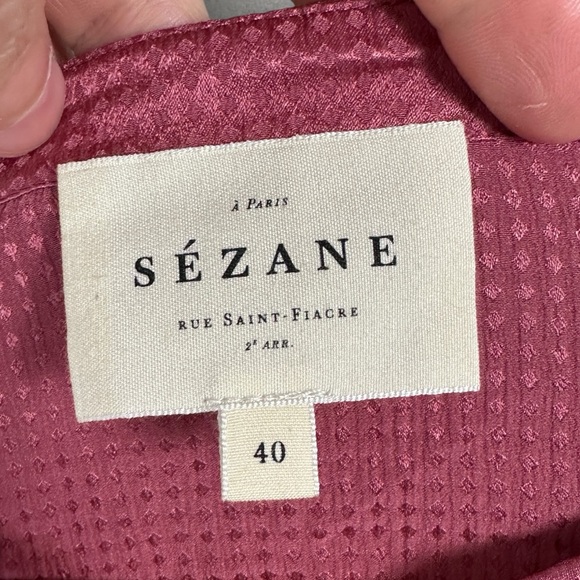 à Paris
SÉZANE
RUE SAINT-FIACRE
2ᴱ ARR.
40